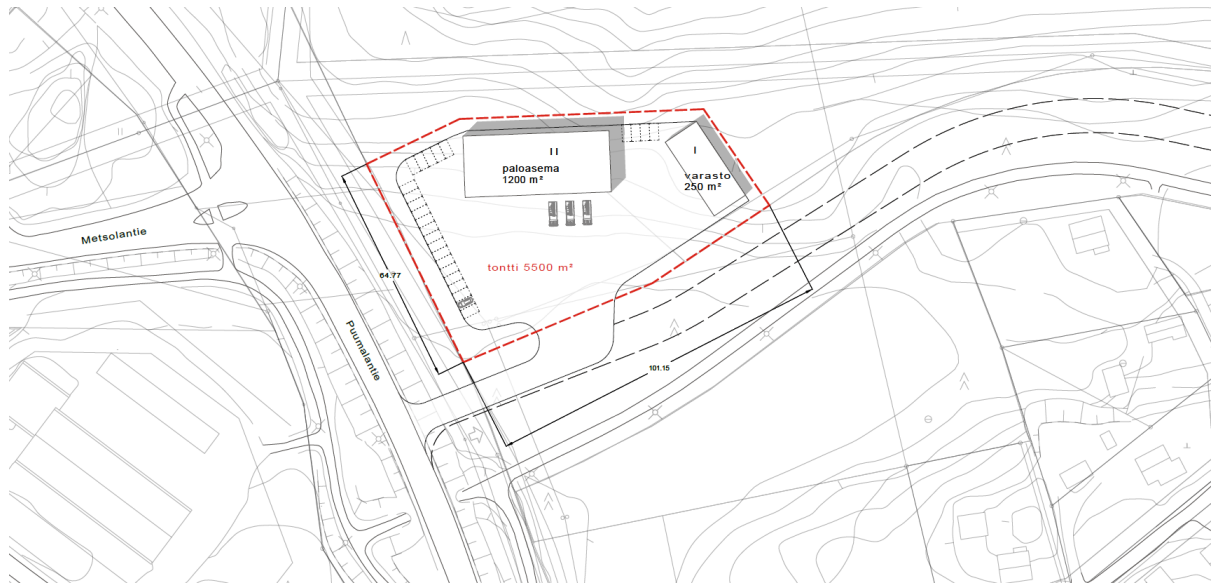 II
paloasema
1200 m²
I
varasto
250 m²
Metsolantie
tontti 5500 m²
64.77
Puumalantie
101.15